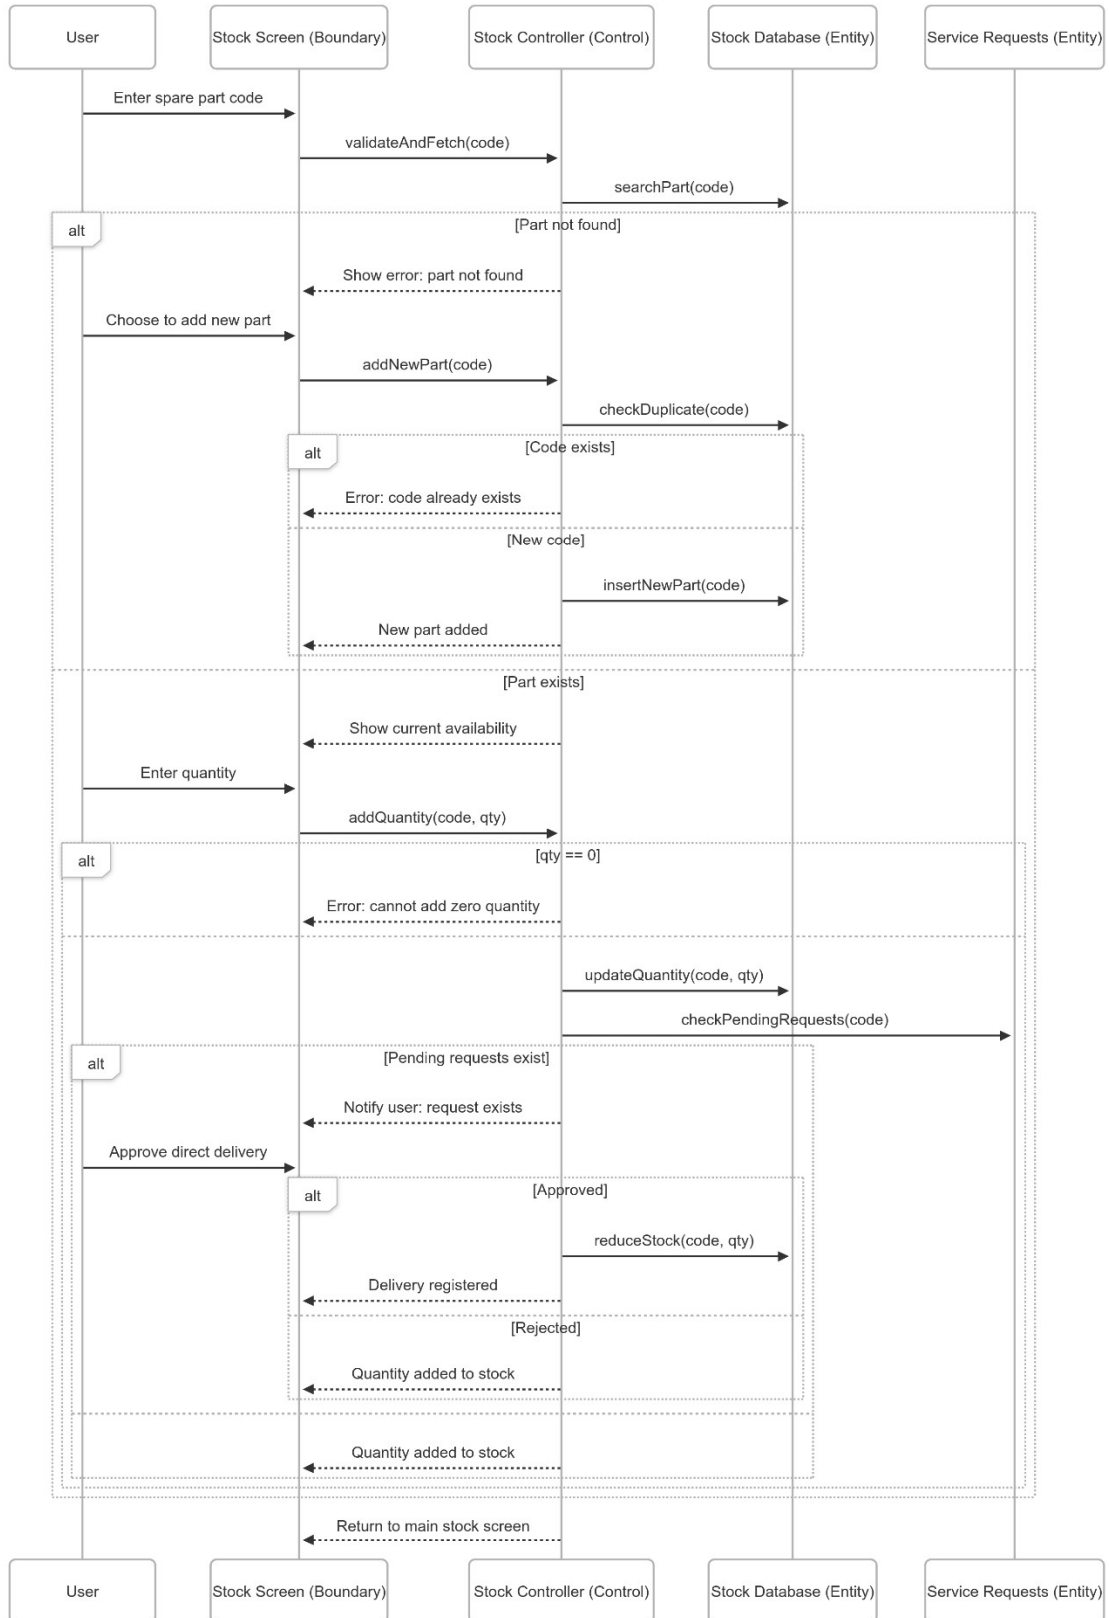 User
Stock Screen (Boundary)
Stock Controller (Control)
Stock Database (Entity)
Service Requests (Entity)
Enter spare part code
validateAndFetch(code)
searchPart(code)
alt
[Part not found]
Show error: part not found
Choose to add new part
addNewPart(code)
checkDuplicate(code)
alt
[Code exists]
Error: code already exists
[New code]
insertNewPart(code)
New part added
[Part exists]
Show current availability
Enter quantity
addQuantity(code, qty)
alt
[qty == 0]
Error: cannot add zero quantity
updateQuantity(code, qty)
checkPendingRequests(code)
alt
[Pending requests exist]
Notify user: request exists
Approve direct delivery
alt
[Approved]
reduceStock(code, qty)
Delivery registered
[Rejected]
Quantity added to stock
Quantity added to stock
Return to main stock screen
User
Stock Screen (Boundary)
Stock Controller (Control)
Stock Database (Entity)
Service Requests (Entity)